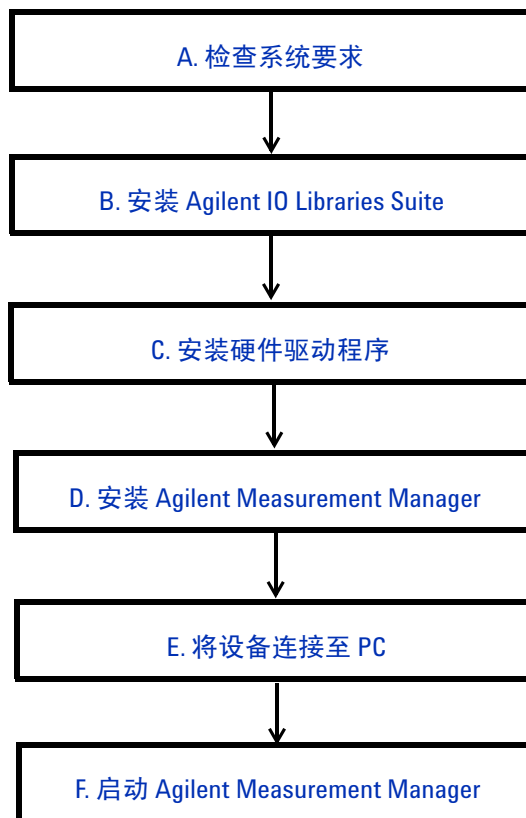 A. 检查系统要求
B. 安装 Agilent IO Libraries Suite
C. 安装硬件驱动程序
D. 安装 Agilent Measurement Manager
E. 将设备连接至 PC
F. 启动 Agilent Measurement Manager